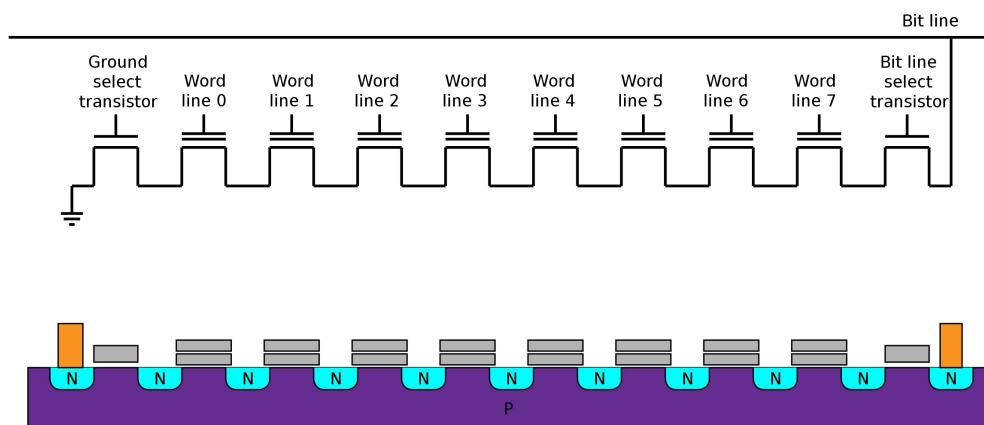 Bit line
Ground
select
transistor
Word
line 0
Word
line 1
Word
line 2
Word
line 3
Word
line 4
Word
line 5
Word
line 6
Word
line 7
Bit line
select
transistor
N
N
N
N
N
N
N
N
N
N
N
P